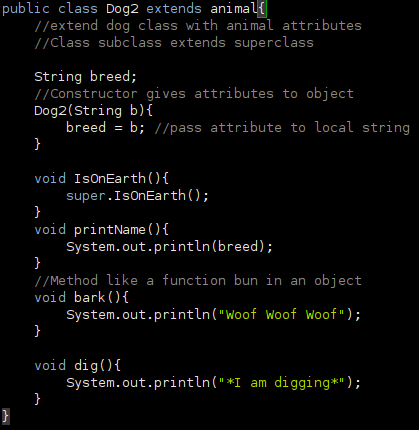 public class Dog2 extends animal{
//extend dog class with animal attributes
//Class subclass extends superclass
String breed;
//Constructor gives attributes to object
Dog2(String b){
breed = b; //pass attribute to local string
}
void IsOnEarth(){
super.IsOnEarth();
}
void printName(){
System.out.println(breed);
}
//Method like a function bun in an object
void bark(){
System.out.println("Woof Woof Woof");
}
void dig(){
System.out.println("*I am digging*");
}
}